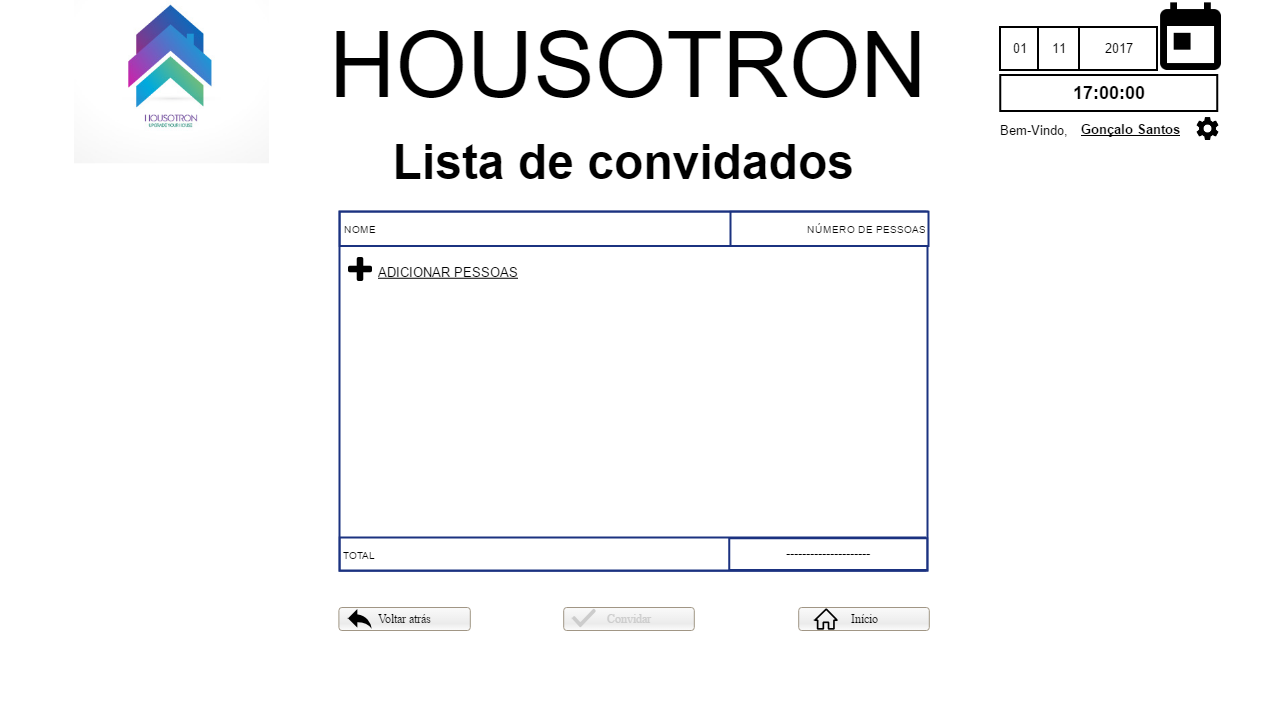 HOUSOTRON
UPGRADE YOUR HOUSE
HOUSOTRON
01 11 2017
17:00:00
Bem-Vindo, Gonçalo Santos
Lista de convidados
NOME NÚMERO DE PESSOAS
ADICIONAR PESSOAS
TOTAL ---------------------
Voltar atrás Convidar Início